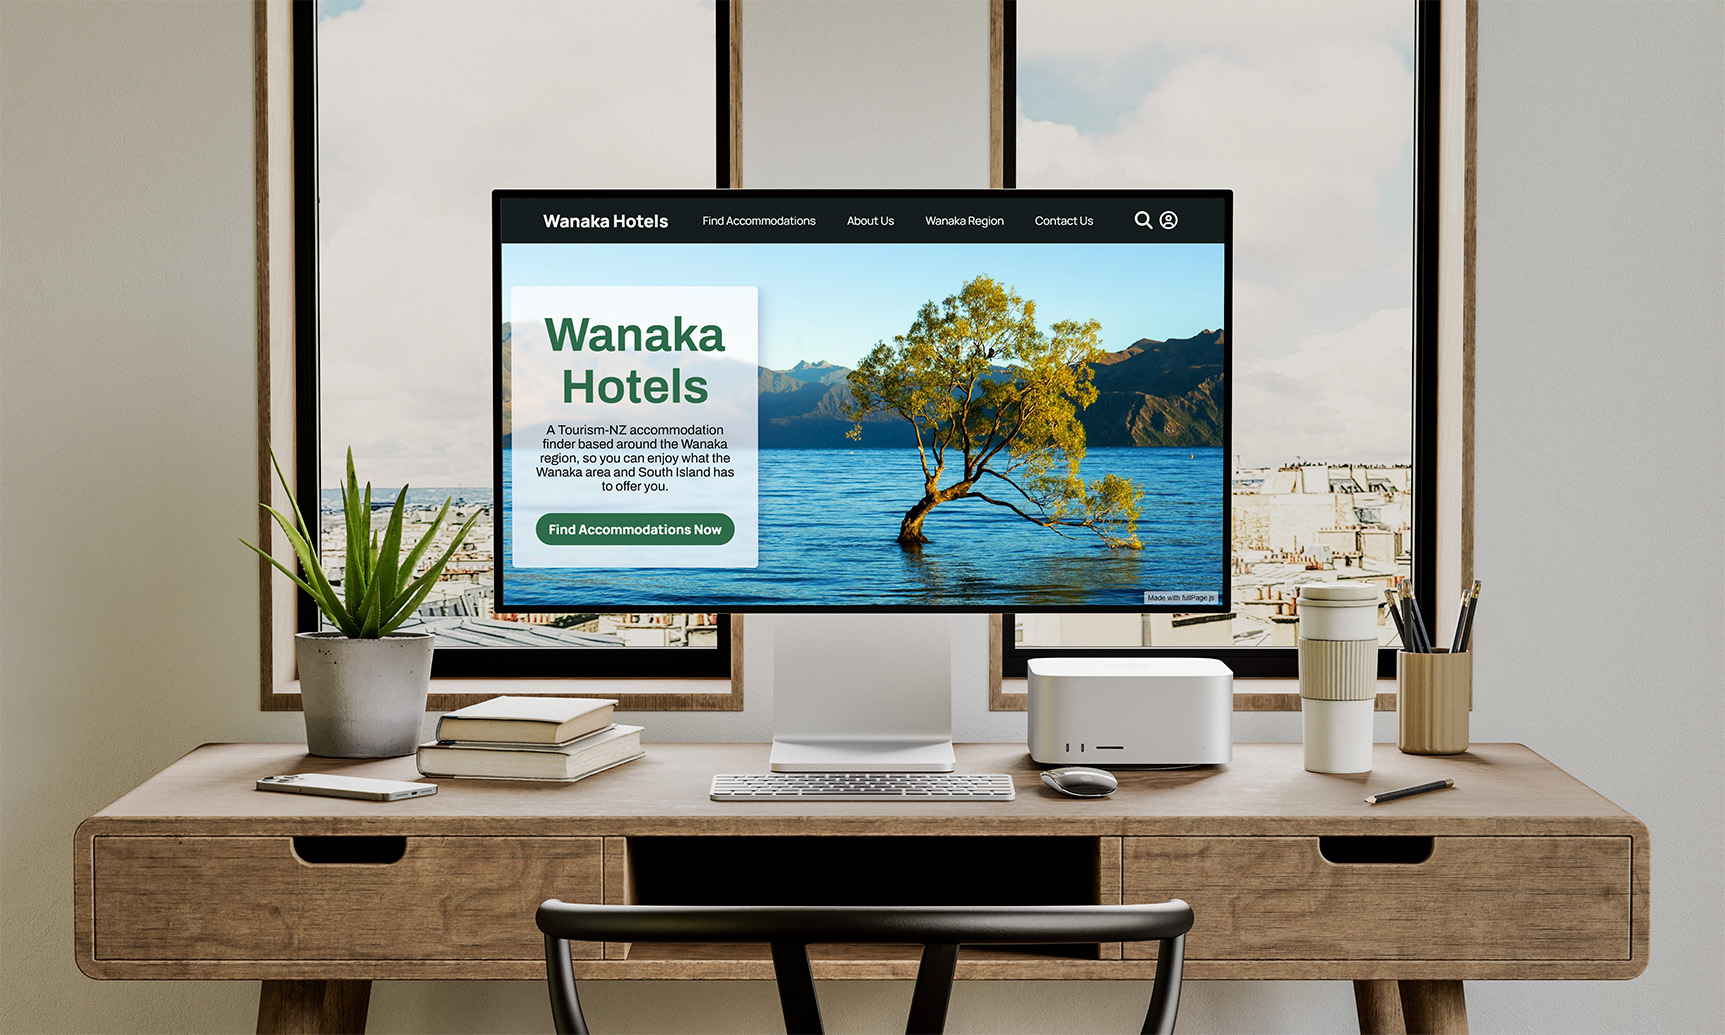 Wanaka Hotels Find Accommodations About Us Wanaka Region Contact Us
Wanaka
Hotels
A Tourism-NZ accommodation
finder based around the Wanaka
region, so you can enjoy what the
Wanaka area and South Island has
to offer you.
Find Accommodations Now
Made with fullPage.js